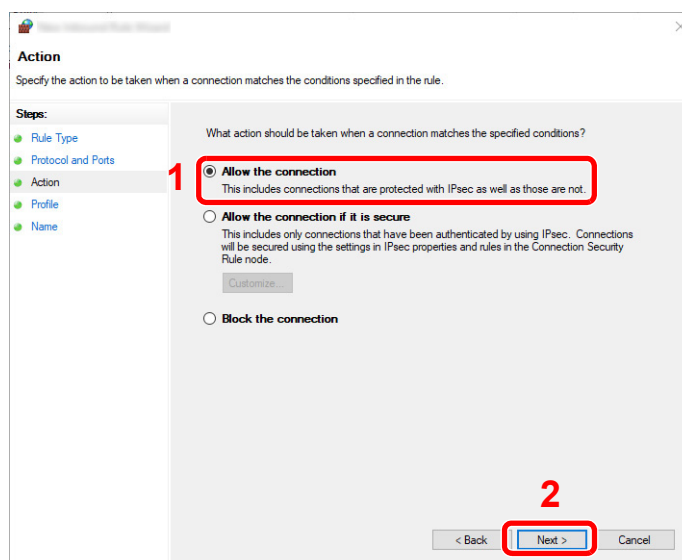 Action
Specify the action to be taken when a connection matches the conditions specified in the rule.
Steps:
Rule Type
Protocol and Ports
Action
Profile
Name
What action should be taken when a connection matches the specified conditions?
1
Allow the connection
This includes connections that are protected with IPsec as well as those are not.
Allow the connection if it is secure
This includes only connections that have been authenticated by using IPsec. Connections
will be secured using the settings in IPsec properties and rules in the Connection Security
Rule node.
Customize...
Block the connection
2
< Back
Next >
Cancel